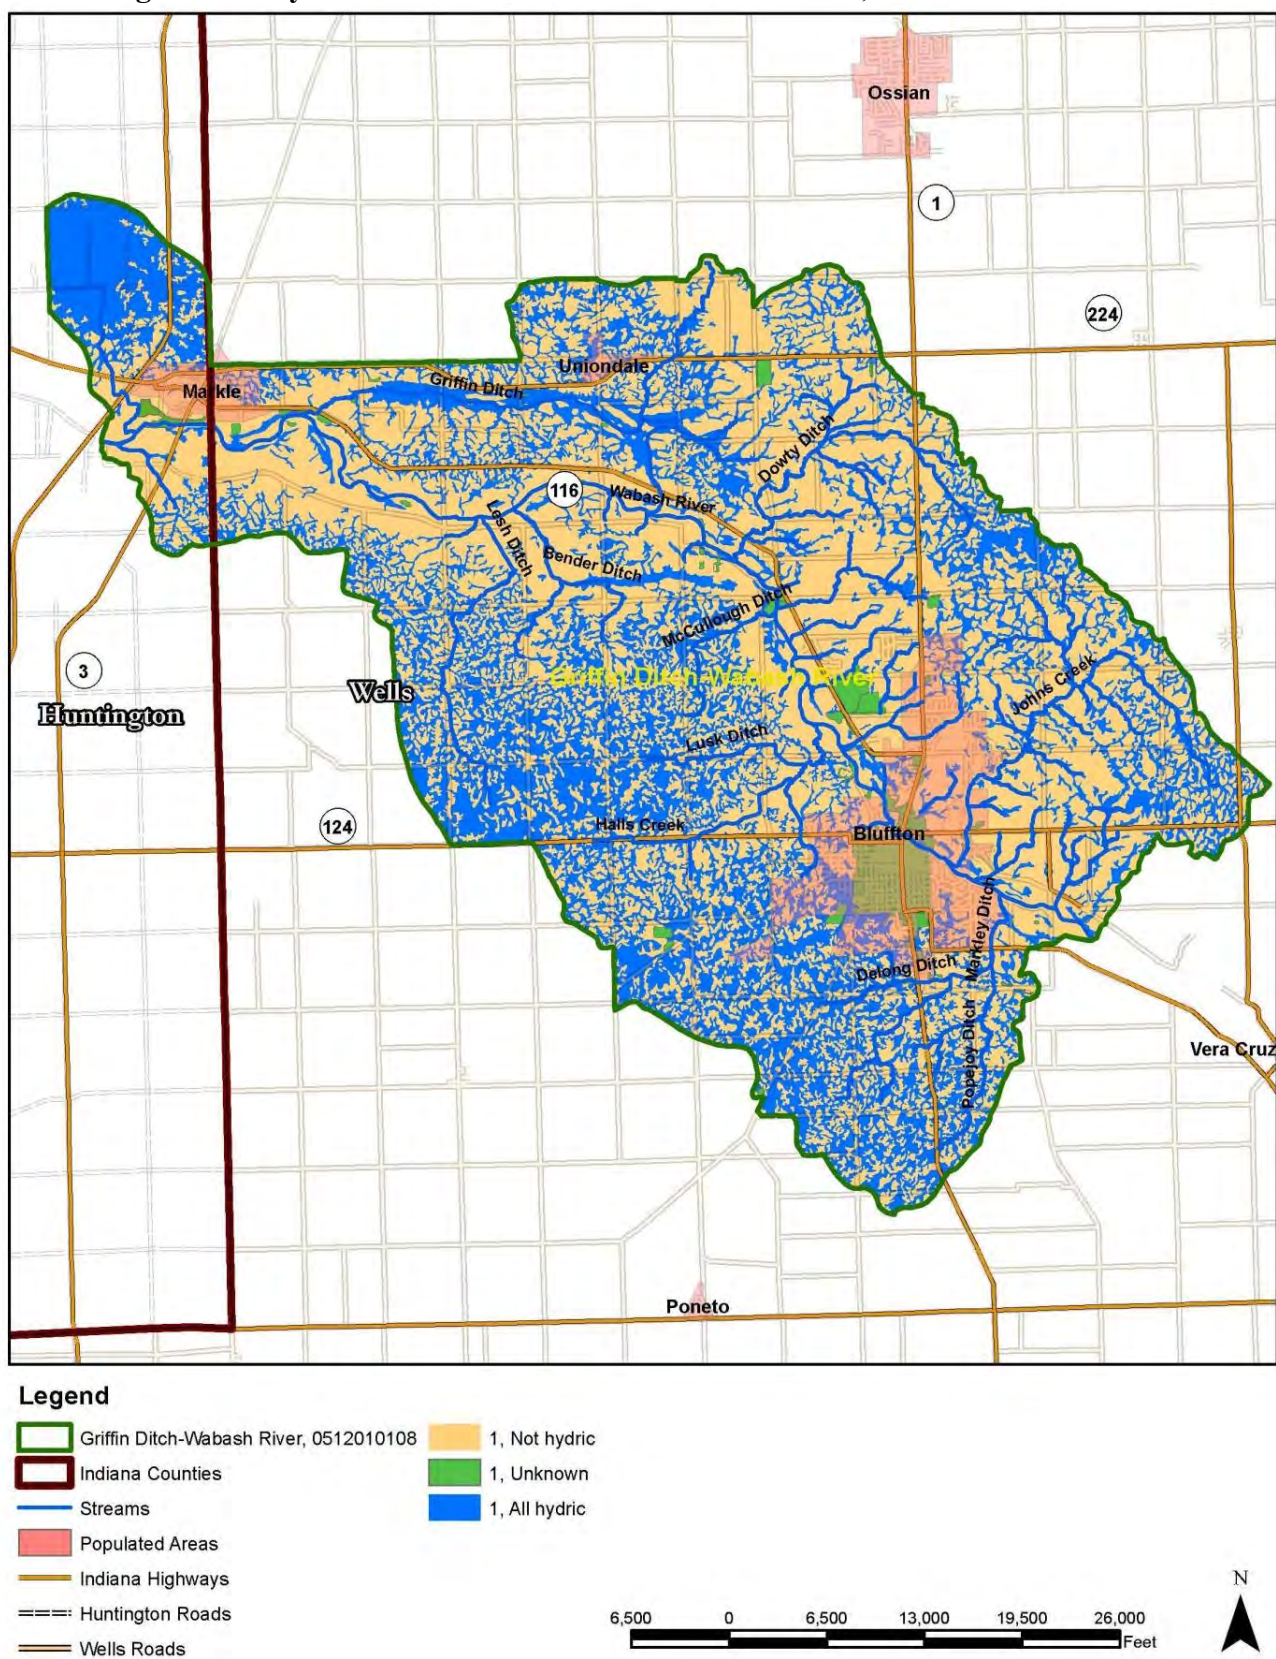 Ossian
1
224
Uniondale
Griffin Ditch
Markle
Dowty Ditch
116
Wabash River
Lesh Ditch
Bender Ditch
McCullough Ditch
3
Wells
Griffin Ditch-Wabash River
Johns Creek
Huntington
Lusk Ditch
124
Halls Creek
Bluffton
Markley Ditch
Delong Ditch
Popejoy Ditch
Vera Cruz
Poneto
Legend
Griffin Ditch-Wabash River, 0512010108
1, Not hydric
Indiana Counties
1, Unknown
Streams
1, All hydric
Populated Areas
Indiana Highways
N
Huntington Roads
6,500 0 6,500 13,000 19,500 26,000
Feet
Wells Roads